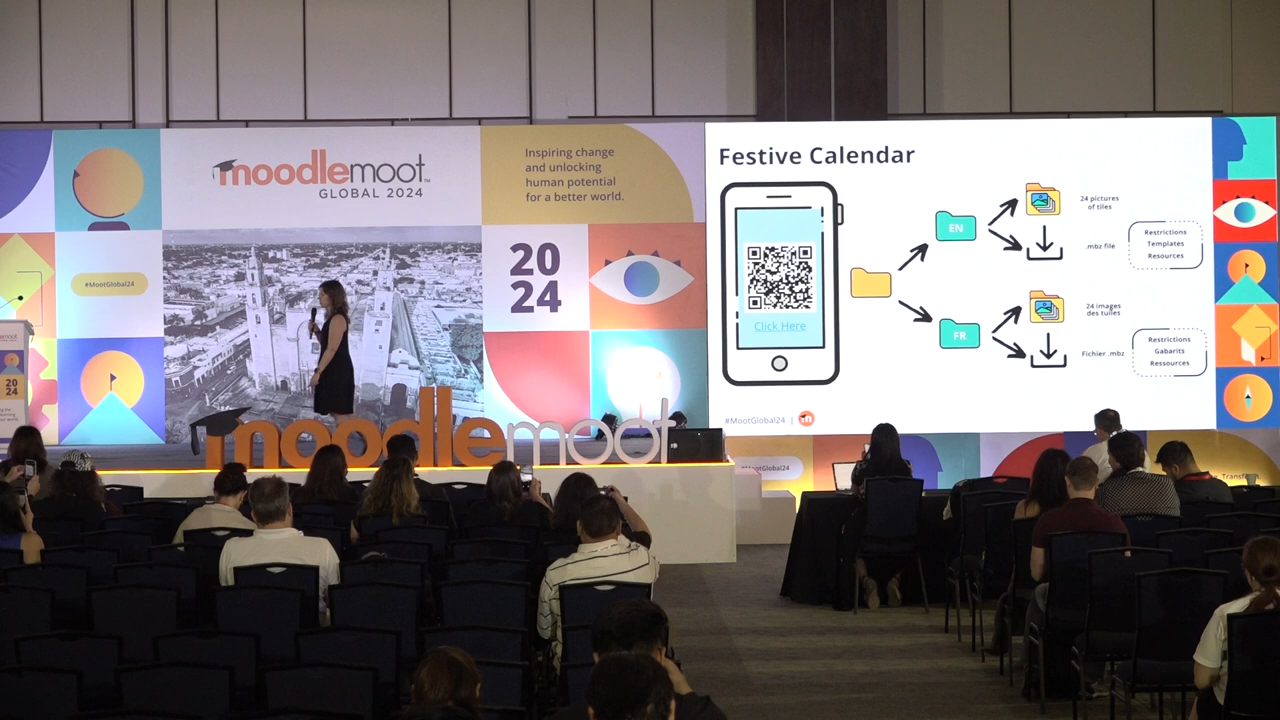 moodlemoot
GLOBAL 2024
Inspiring change
and unlocking
human potential
for a better world.
#MootGlobal24
20
24
20
24
moodlemoot
Festive Calendar
Click Here
EN
24 pictures
of tiles
.mbz file
Restrictions
Templates
Resources
FR
24 images
des tuiles
Fichier .mbz
Restrictions
Gabarits
Ressources
#MootGlobal24 |